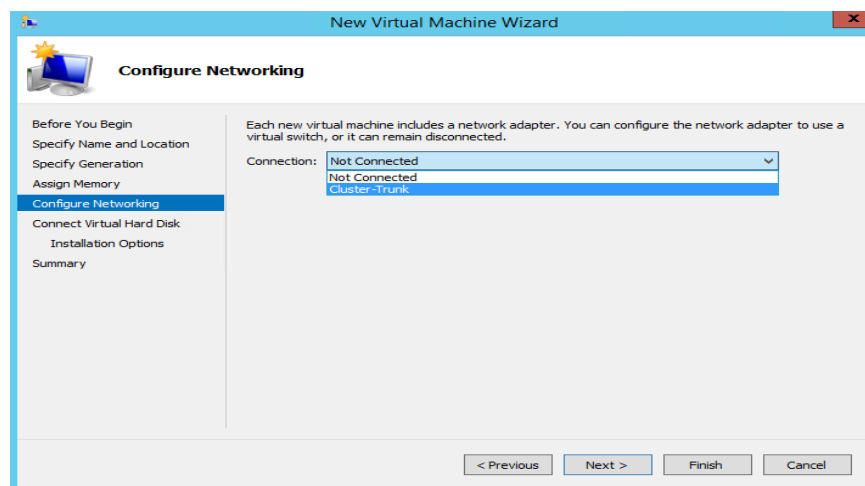 New Virtual Machine Wizard
x
Configure Networking
Before You Begin
Specify Name and Location
Specify Generation
Assign Memory
Configure Networking
Connect Virtual Hard Disk
Installation Options
Summary
Each new virtual machine includes a network adapter. You can configure the network adapter to use a
virtual switch, or it can remain disconnected.
Connection: Not Connected
Not Connected
Cluster-Trunk
< Previous Next > Finish Cancel